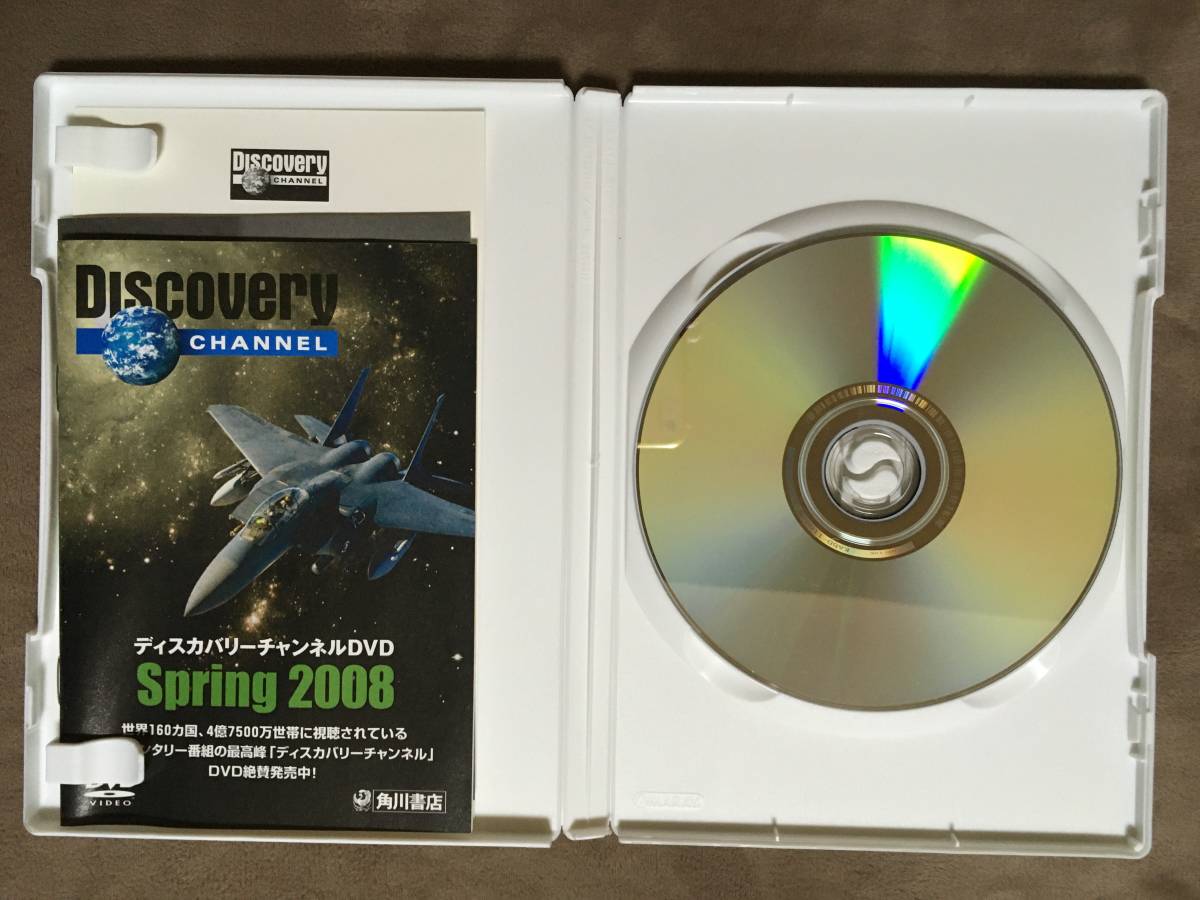 Discovery
CHANNEL
Discovery
CHANNEL
ディスカバリーチャンネルDVD
Spring 2008
世界160カ国、4億7500万世帯に視聴されている
ンタリー番組の最高峰「ディスカバリーチャンネル」
DVD絶賛発売中!
VIDEO
角川書店
AMARAY